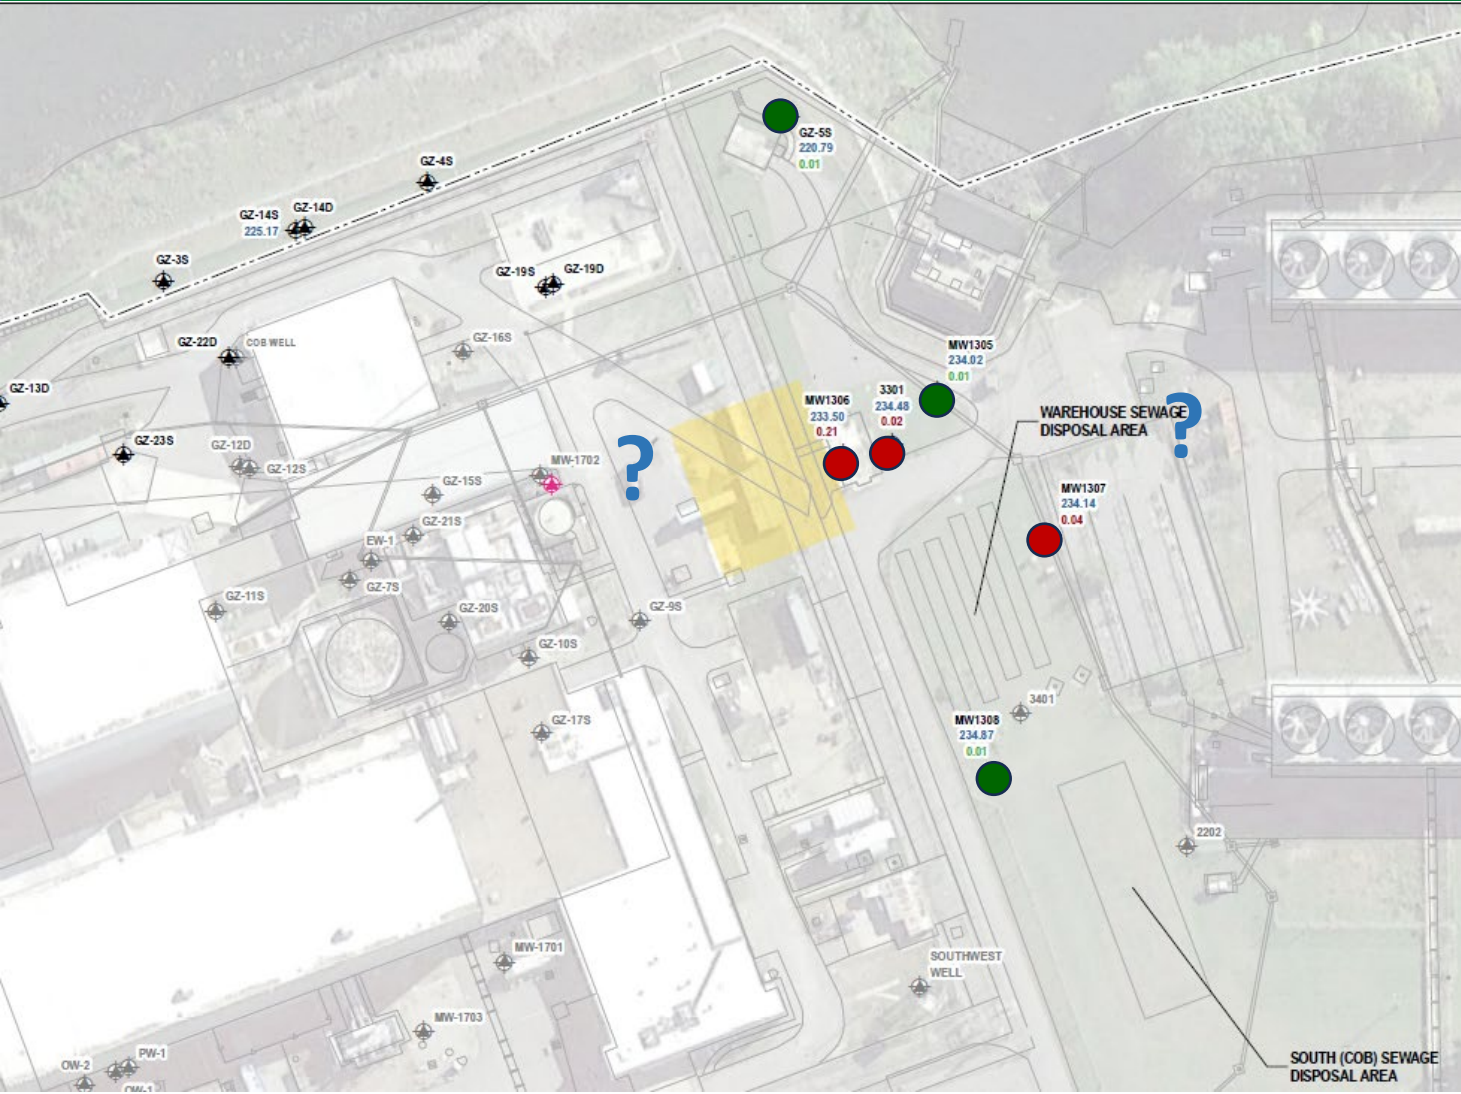 GZ-5S
220.79
0.01
GZ-4S
GZ-14S
225.17
GZ-14D
GZ-3S
GZ-19S
GZ-19D
GZ-22D
COB WELL
GZ-16S
GZ-13D
MW1305
234.02
0.01
MW1306
233.50
0.21
3301
234.48
0.02
WAREHOUSE SEWAGE
DISPOSAL AREA
?
?
GZ-23S
GZ-12D
GZ-12S
MW-1702
GZ-15S
MW1307
234.14
0.04
GZ-21S
EW-1
GZ-7S
GZ-11S
GZ-20S
GZ-9S
GZ-10S
3401
GZ-17S
MW1308
234.87
0.01
2202
MW-1701
SOUTHWEST
WELL
MW-1703
PW-1
OW-2
OW-1
SOUTH (COB) SEWAGE
DISPOSAL AREA